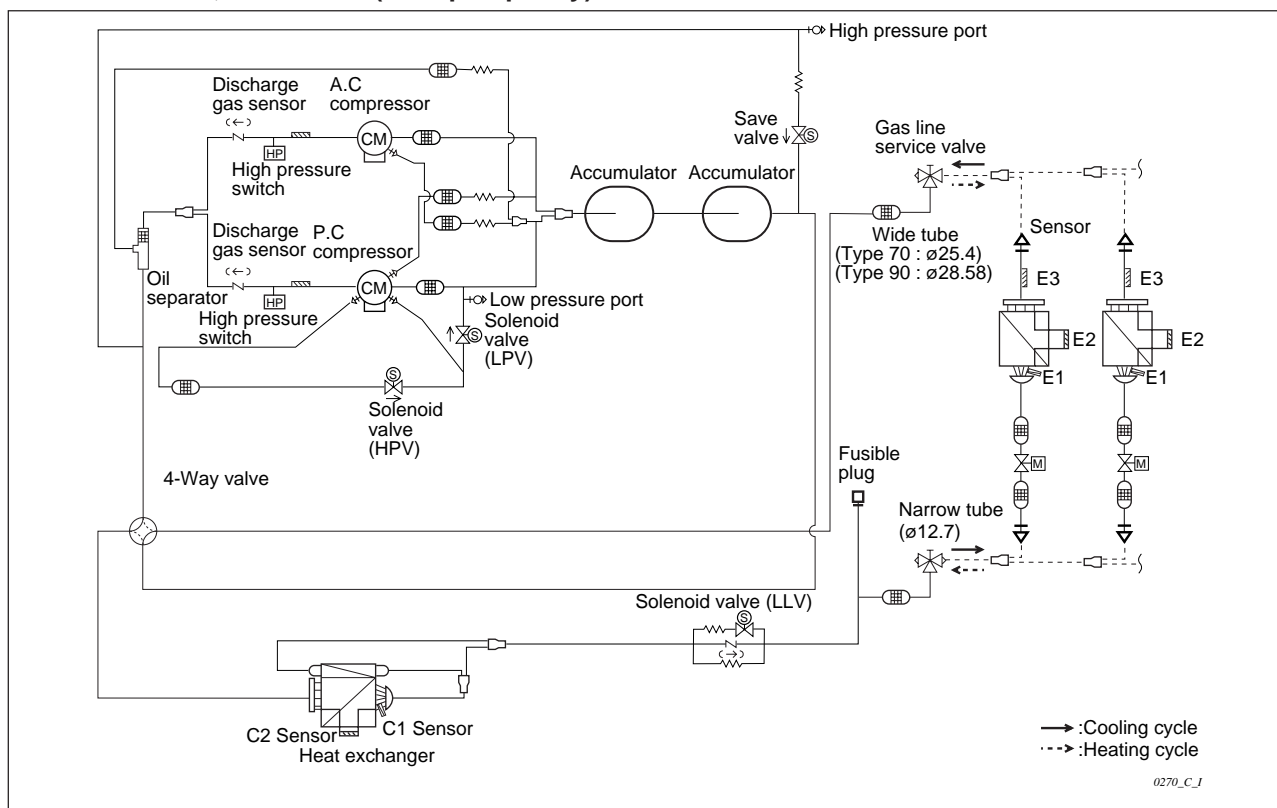 High pressure port
Discharge
gas sensor
A.C
compressor
CM
HP
High pressure
switch
Save
valve
S
Gas line
service valve
Accumulator
Accumulator
Discharge
gas sensor
P.C
compressor
CM
HP
High pressure
switch
Oil
separator
Low pressure port
Solenoid
valve
(LPV)
S
S
Solenoid
valve
(HPV)
Wide tube
(Type 70 : ø25.4)
(Type 90 : ø28.58)
Sensor
E3
E3
E2
E2
E1
E1
M
M
4-Way valve
Fusible
plug
Narrow tube
(ø12.7)
Solenoid valve (LLV)
S
C2 Sensor
C1 Sensor
Heat exchanger
:Cooling cycle
:Heating cycle
0270_C_I